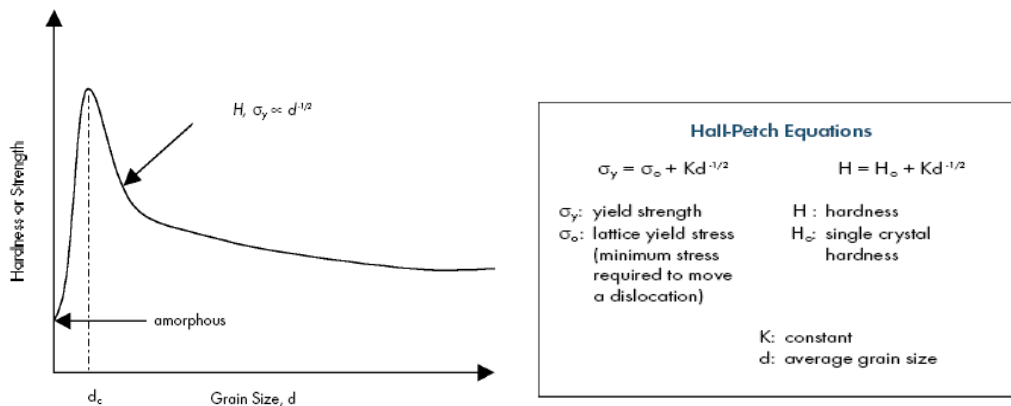 Hardness or Strength
H, σy ∝ d-1/2
amorphous
dc
Grain Size, d
Hall-Petch Equations
σy = σo + Kd-1/2
H = Ho + Kd-1/2
σy: yield strength
σo: lattice yield stress
(minimum stress
required to move
a dislocation)
H : hardness
Ho: single crystal
hardness
K: constant
d: average grain size